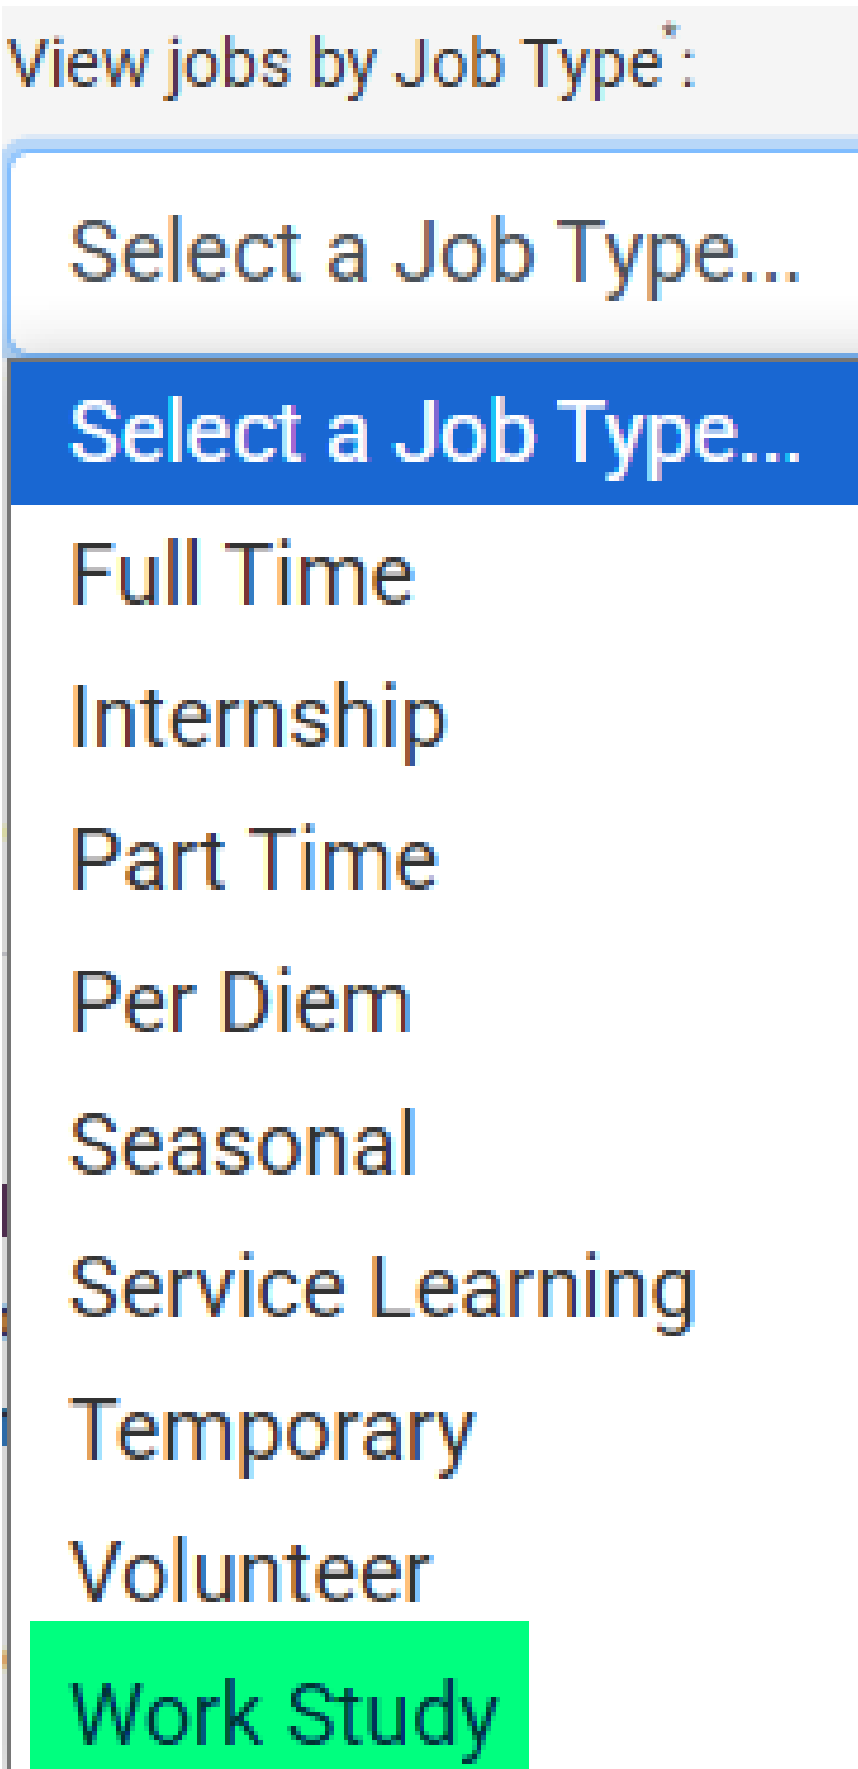 View jobs by Job Type*:
Select a Job Type...
Select a Job Type...
Full Time
Internship
Part Time
Per Diem
Seasonal
Service Learning
Temporary
Volunteer
Work Study